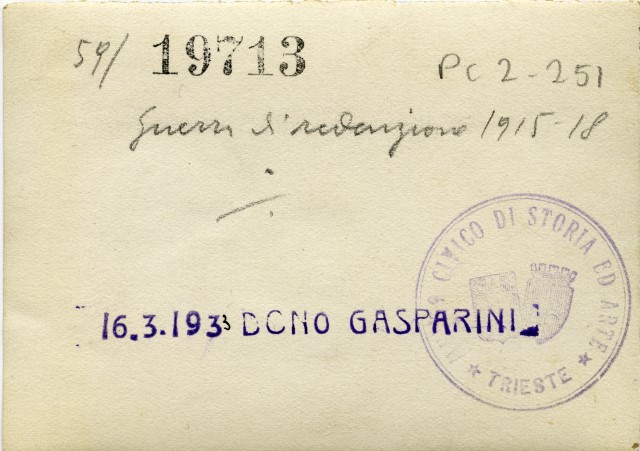 59/ 19713 PC 2-251
Guerra di redenzione 1915-18
16.3.1933 DONO GASPARINI
CIVICO DI STORIA ED ARTE
★ TRIESTE ★